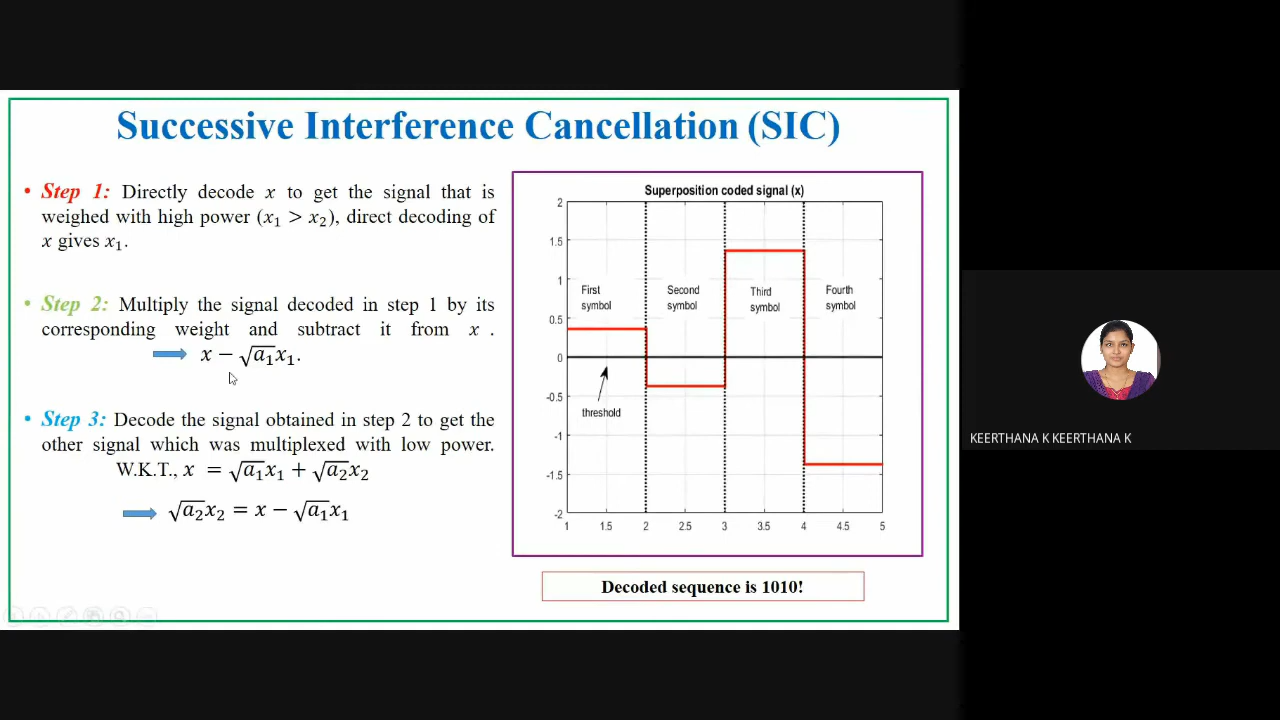 Successive Interference Cancellation (SIC)
• Step 1: Directly decode x to get the signal that is
weighed with high power (x₁ > x₂), direct decoding of
x gives x₁.
• Step 2: Multiply the signal decoded in step 1 by its
corresponding weight and subtract it from x .
x − √a₁x₁.
• Step 3: Decode the signal obtained in step 2 to get the
other signal which was multiplexed with low power.
W.K.T., x = √a₁x₁ + √a₂x₂
√a₂x₂ = x − √a₁x₁
Superposition coded signal (x)
2
1.5
1
0.5
0
-0.5
-1
-1.5
-2
First
symbol
Second
symbol
Third
symbol
Fourth
symbol
threshold
1 1.5 2 2.5 3 3.5 4 4.5 5
Decoded sequence is 1010!
KEERTHANA K KEERTHANA K